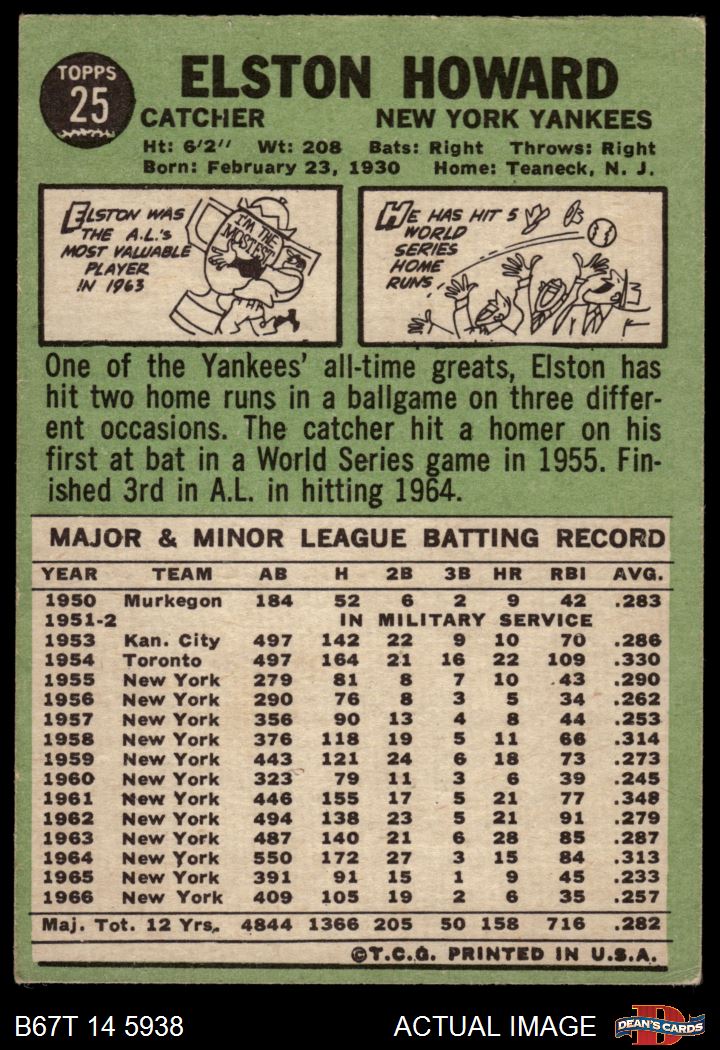 TOPPS
25
ELSTON HOWARD
CATCHER NEW YORK YANKEES
Ht: 6'2" Wt: 208 Bats: Right Throws: Right
Born: February 23, 1930 Home: Teaneck, N. J.
ELSTON WAS
THE A.L.'s
MOST VALUABLE
PLAYER
IN 1963
I'M THE
MOSTEST
HE HAS HIT 5
WORLD
SERIES
HOME
RUNS
One of the Yankees' all-time greats, Elston has
hit two home runs in a ballgame on three differ-
ent occasions. The catcher hit a homer on his
first at bat in a World Series game in 1955. Fin-
ished 3rd in A.L. in hitting 1964.
MAJOR & MINOR LEAGUE BATTING RECORD
YEAR TEAM AB H 2B 3B HR RBI AVG.
1950 Murkegon 184 52 6 2 9 42 .283
1951-2 IN MILITARY SERVICE
1953 Kan. City 497 142 22 9 10 70 .286
1954 Toronto 497 164 21 16 22 109 .330
1955 New York 279 81 8 7 10 43 .290
1956 New York 290 76 8 3 5 34 .262
1957 New York 356 90 13 4 8 44 .253
1958 New York 376 118 19 5 11 66 .314
1959 New York 443 121 24 6 18 73 .273
1960 New York 323 79 11 3 6 39 .245
1961 New York 446 155 17 5 21 77 .348
1962 New York 494 138 23 5 21 91 .279
1963 New York 487 140 21 6 28 85 .287
1964 New York 550 172 27 3 15 84 .313
1965 New York 391 91 15 1 9 45 .233
1966 New York 409 105 19 2 6 35 .257
Maj. Tot. 12 Yrs. 4844 1366 205 50 158 716 .282
©T.C.G. PRINTED IN U.S.A.
B67T 14 5938 ACTUAL IMAGE DEAN'S CARDS